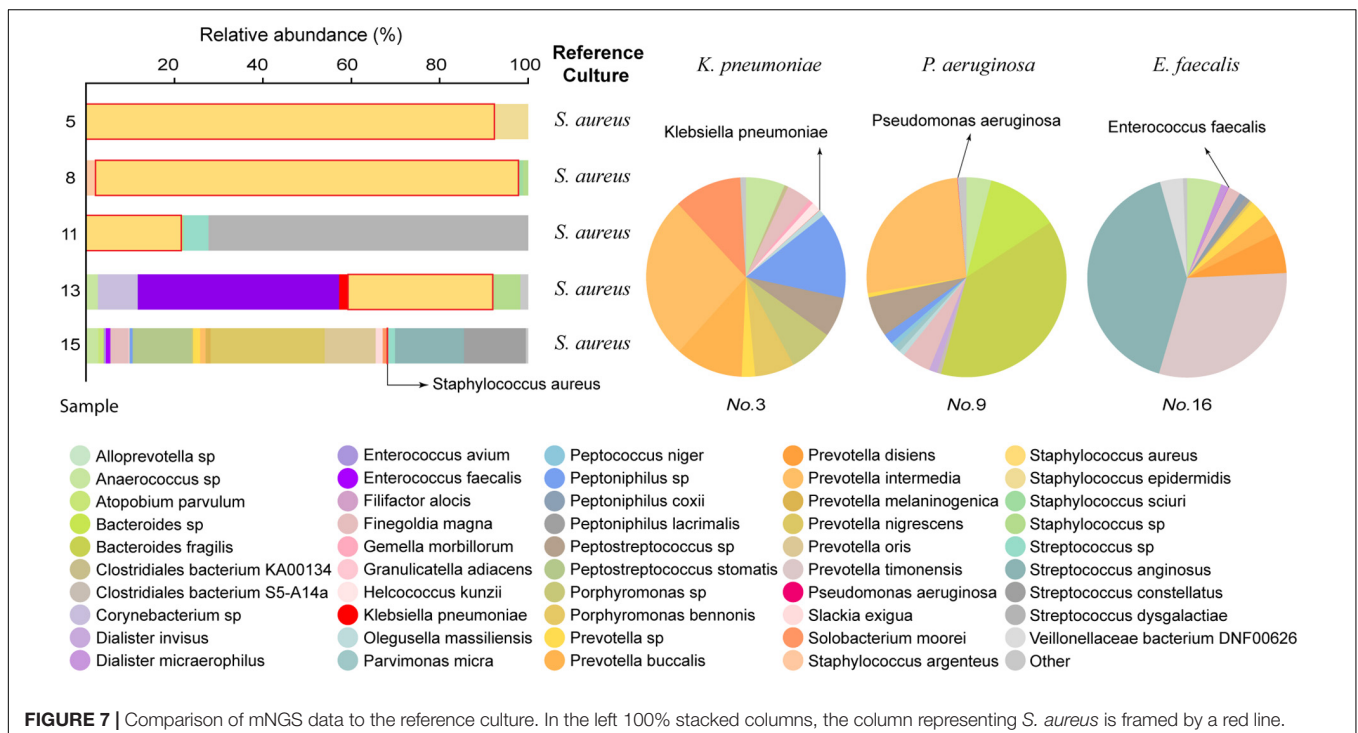 Relative abundance (%)
20 40 60 80 100
Reference
Culture
K. pneumoniae
P. aeruginosa
E. faecalis
5
S. aureus
8
S. aureus
11
S. aureus
13
S. aureus
15
S. aureus
Staphylococcus aureus
Sample
Klebsiella pneumoniae
Pseudomonas aeruginosa
Enterococcus faecalis
No.3
No.9
No.16
Alloprevotella sp
Anaerococcus sp
Atopobium parvulum
Bacteroides sp
Bacteroides fragilis
Clostridiales bacterium KA00134
Clostridiales bacterium S5-A14a
Corynebacterium sp
Dialister invisus
Dialister micraerophilus
Enterococcus avium
Enterococcus faecalis
Filifactor alocis
Finegoldia magna
Gemella morbillorum
Granulicatella adiacens
Helcococcus kunzii
Klebsiella pneumoniae
Olegusella massiliensis
Parvimonas micra
Peptococcus niger
Peptoniphilus sp
Peptoniphilus coxii
Peptoniphilus lacrimalis
Peptostreptococcus sp
Peptostreptococcus stomatis
Porphyromonas sp
Porphyromonas bennonis
Prevotella sp
Prevotella buccalis
Prevotella disiens
Prevotella intermedia
Prevotella melaninogenica
Prevotella nigrescens
Prevotella oris
Prevotella timonensis
Pseudomonas aeruginosa
Slackia exigua
Solobacterium moorei
Staphylococcus argenteus
Staphylococcus aureus
Staphylococcus epidermidis
Staphylococcus sciuri
Staphylococcus sp
Streptococcus sp
Streptococcus anginosus
Streptococcus constellatus
Streptococcus dysgalactiae
Veillonellaceae bacterium DNF00626
Other
FIGURE 7 | Comparison of mNGS data to the reference culture. In the left 100% stacked columns, the column representing S. aureus is framed by a red line.